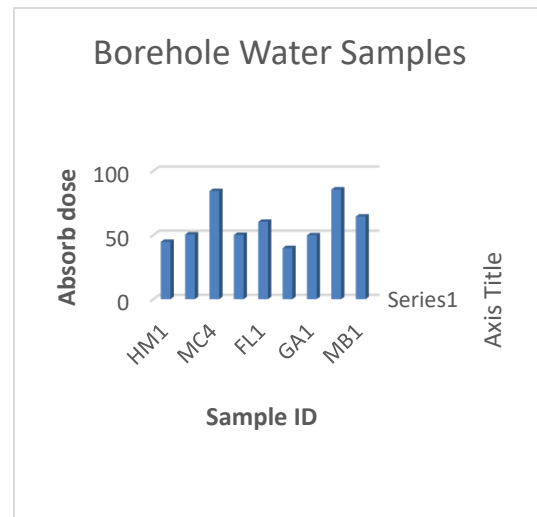 Borehole Water Samples
100
50
0
Absorb dose
HM1
MC4
FL1
GA1
MB1
Series1
Axis Title
Sample ID